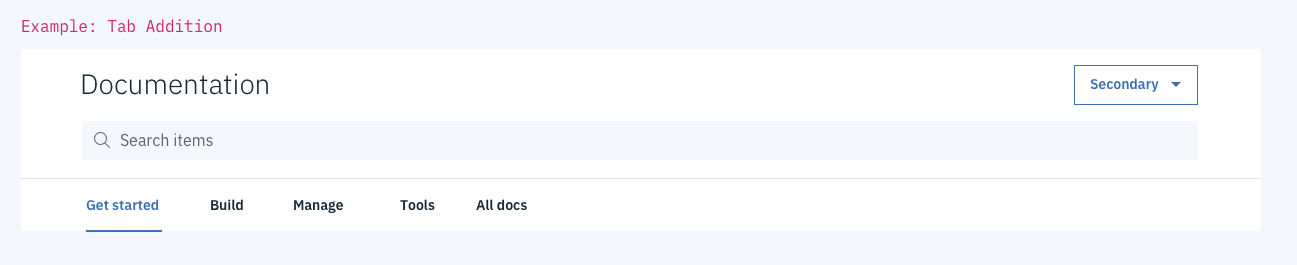 Example: Tab Addition
Documentation
Secondary
Search items
Get started Build Manage Tools All docs